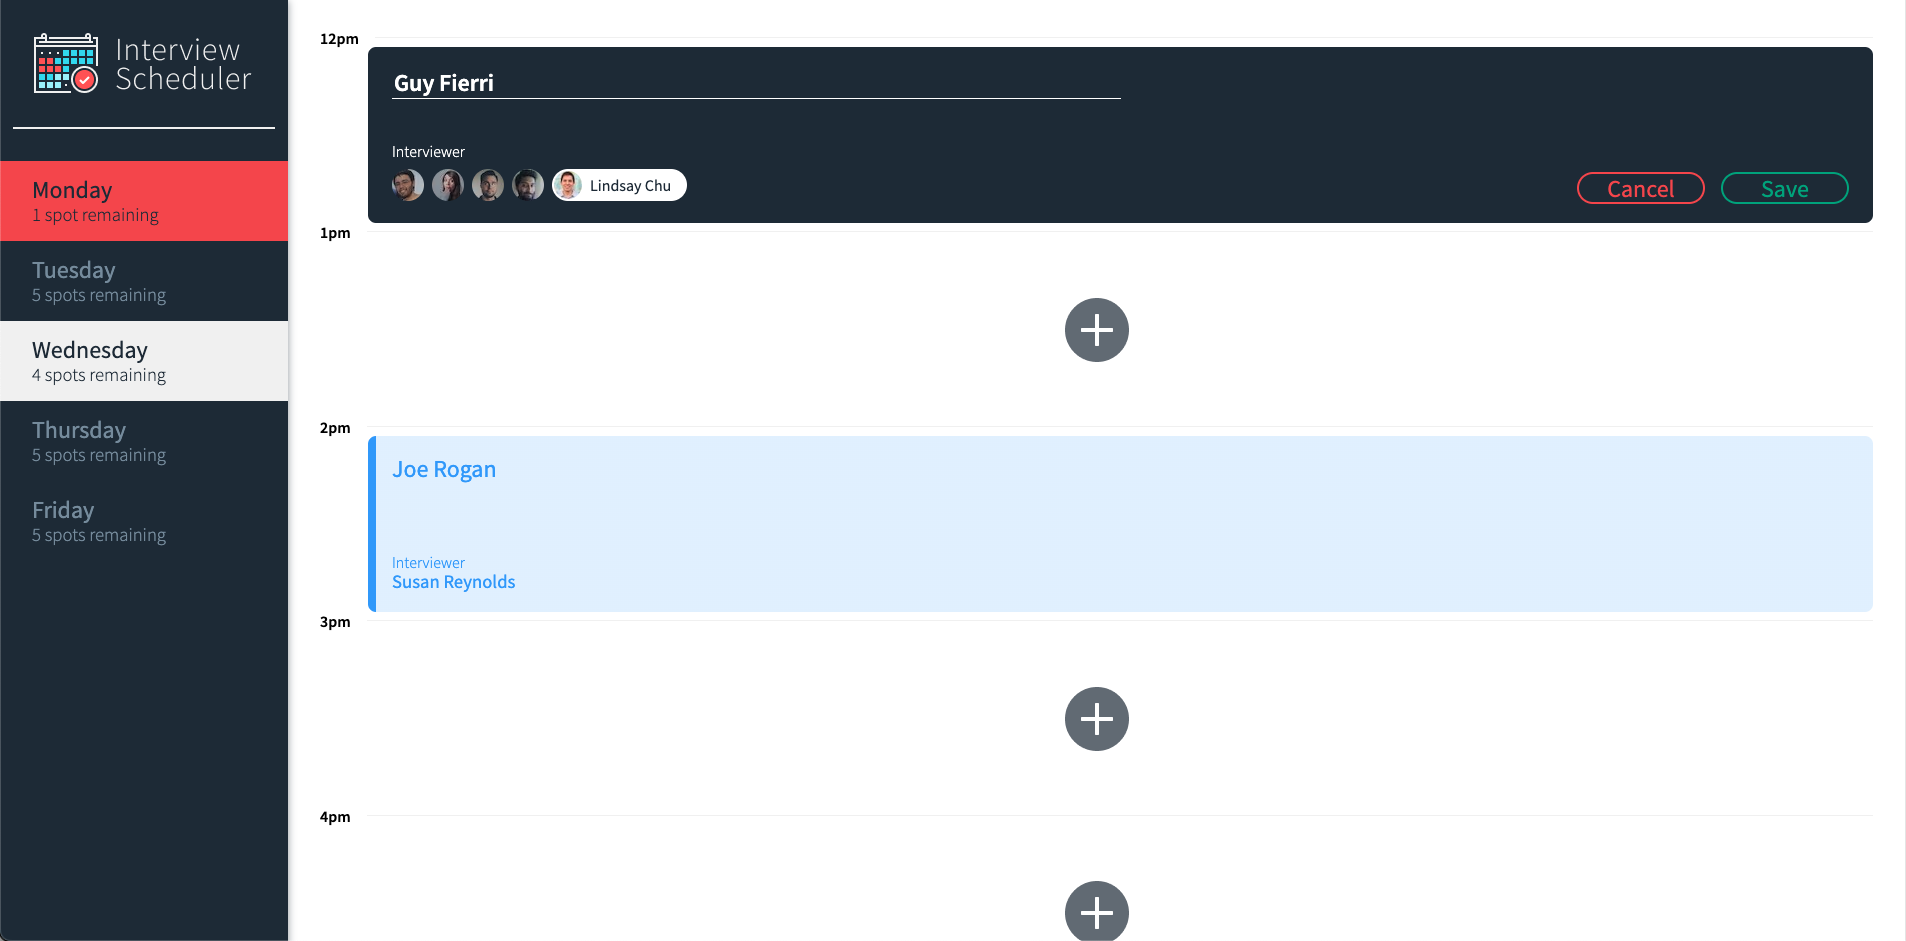 Interview
Scheduler
Monday
1 spot remaining
Tuesday
5 spots remaining
Wednesday
4 spots remaining
Thursday
5 spots remaining
Friday
5 spots remaining
12pm
Guy Fierri
Interviewer
Lindsay Chu
Cancel
Save
1pm
2pm
Joe Rogan
Interviewer
Susan Reynolds
3pm
4pm